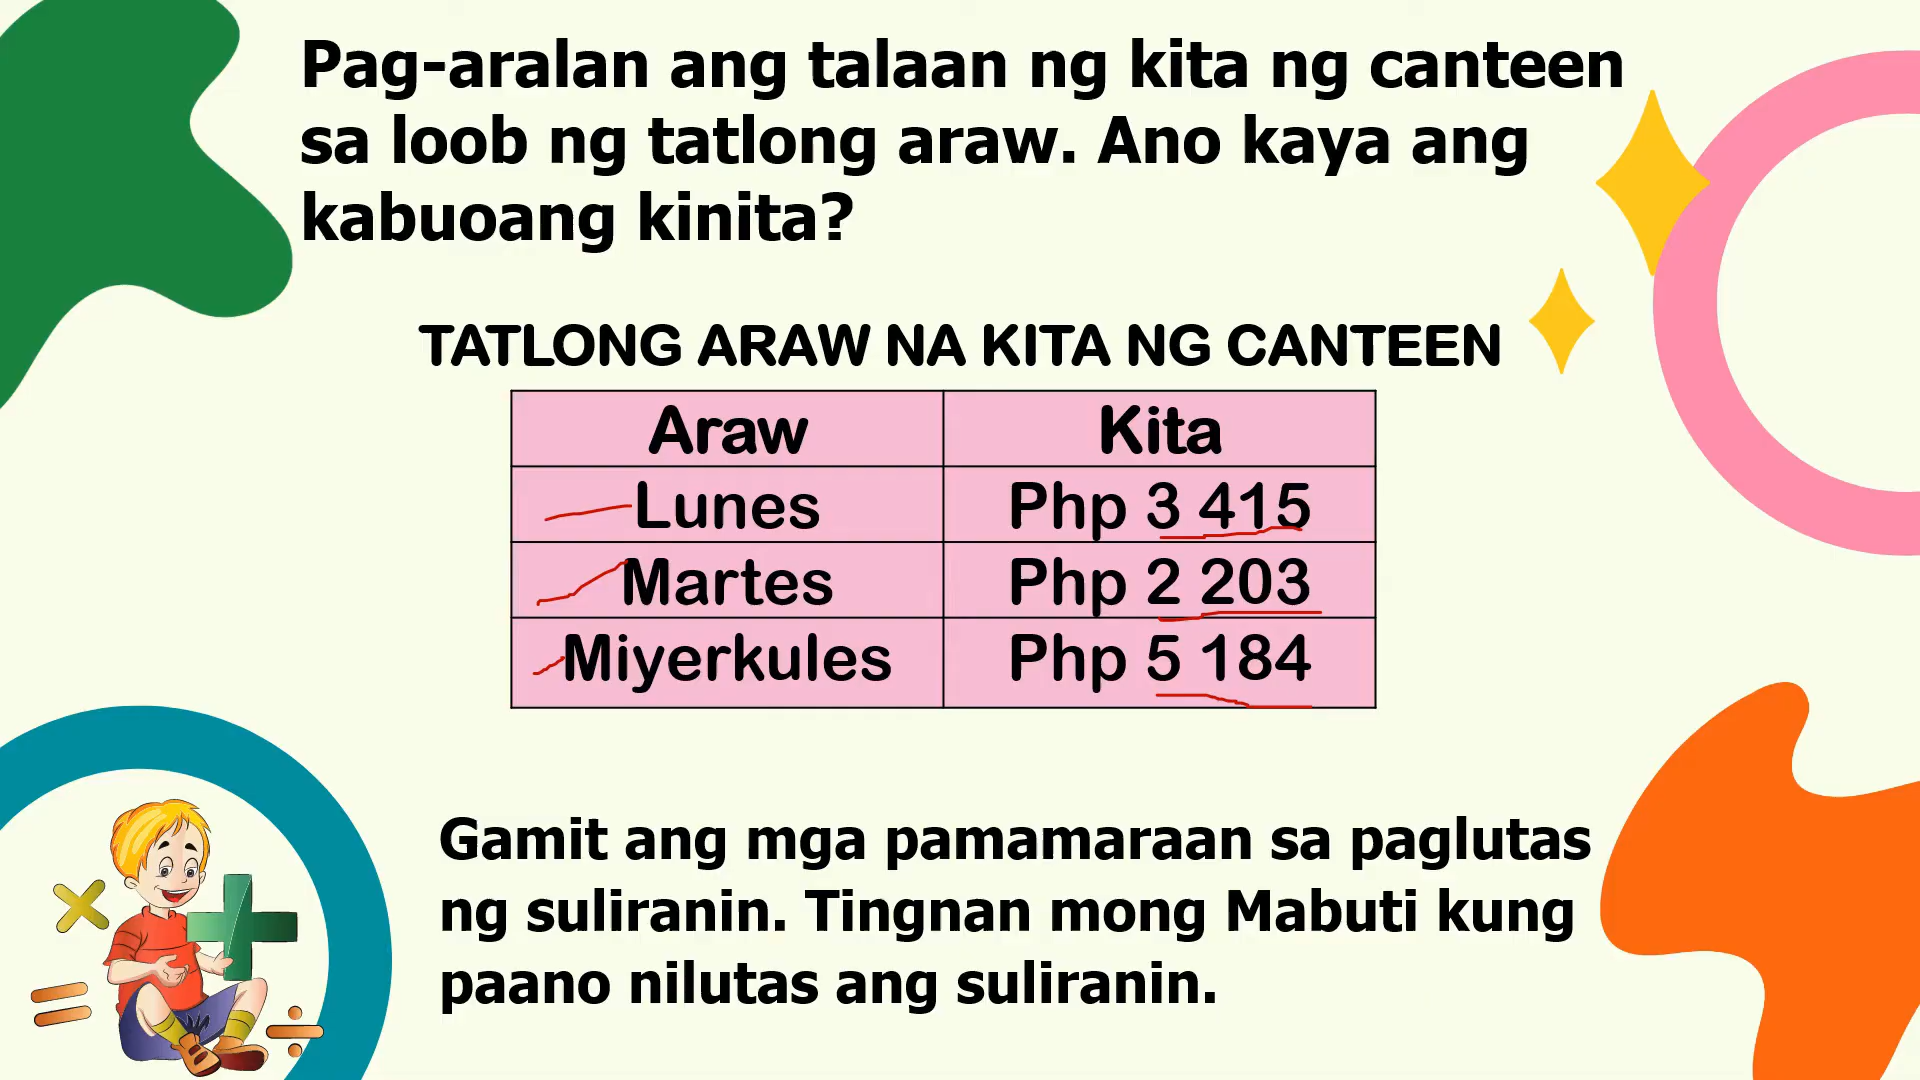 Pag-aralan ang talaan ng kita ng canteen
sa loob ng tatlong araw. Ano kaya ang
kabuoang kinita?
TATLONG ARAW NA KITA NG CANTEEN
Araw Kita
Lunes Php 3 415
Martes Php 2 203
Miyerkules Php 5 184
Gamit ang mga pamamaraan sa paglutas
ng suliranin. Tingnan mong Mabuti kung
paano nilutas ang suliranin.